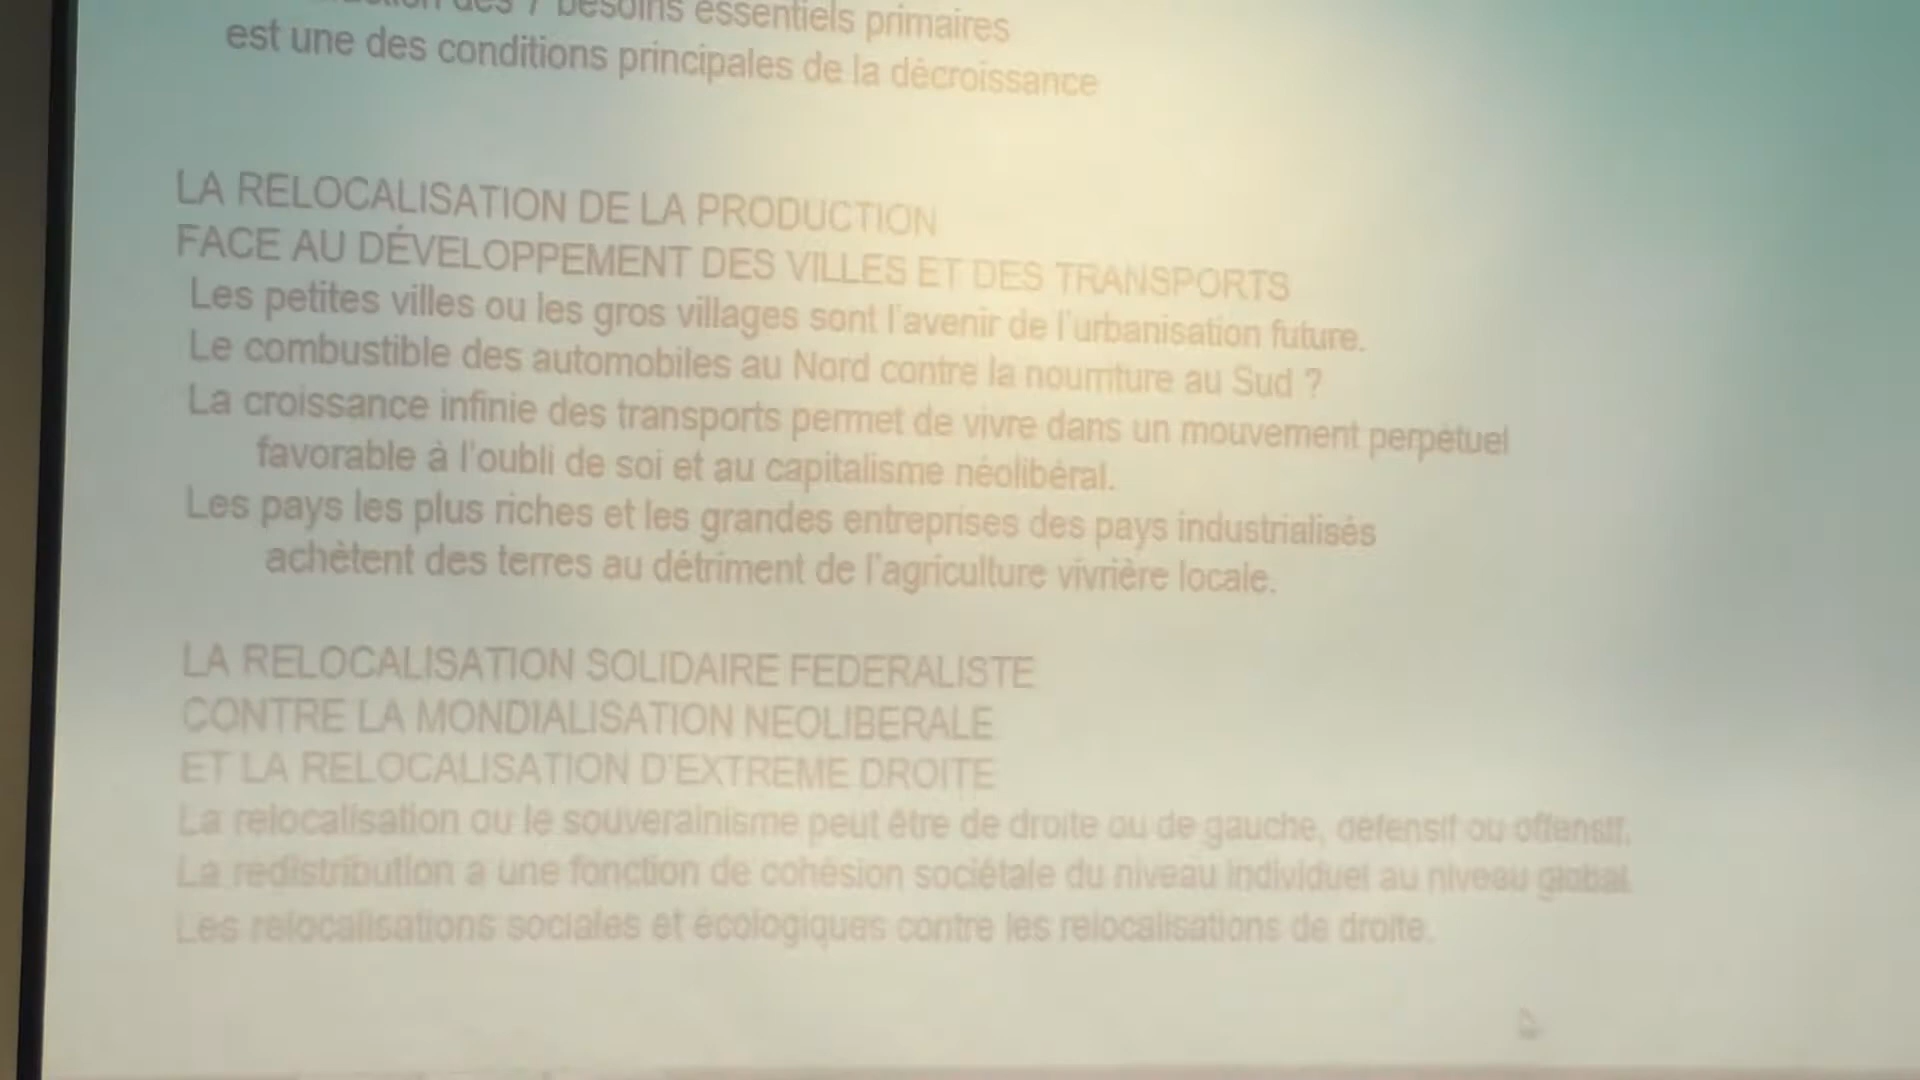 des 7 besoins essentiels primaires
est une des conditions principales de la décroissance
LA RELOCALISATION DE LA PRODUCTION
FACE AU DÉVELOPPEMENT DES VILLES ET DES TRANSPORTS
Les petites villes ou les gros villages sont l'avenir de l'urbanisation future.
Le combustible des automobiles au Nord contre la nourriture au Sud ?
La croissance infinie des transports permet de vivre dans un mouvement perpétuel
favorable à l'oubli de soi et au capitalisme néolibéral.
Les pays les plus riches et les grandes entreprises des pays industrialisés
achètent des terres au détriment de l'agriculture vivrière locale.
LA RELOCALISATION SOLIDAIRE FEDERALISTE
CONTRE LA MONDIALISATION NEOLIBERALE
ET LA RELOCALISATION D'EXTREME DROITE
La relocalisation ou le souverainisme peut être de droite ou de gauche, défensif ou offensif.
La redistribution a une fonction de cohésion sociétale du niveau individuel au niveau global.
Les relocalisations sociales et écologiques contre les relocalisations de droite.